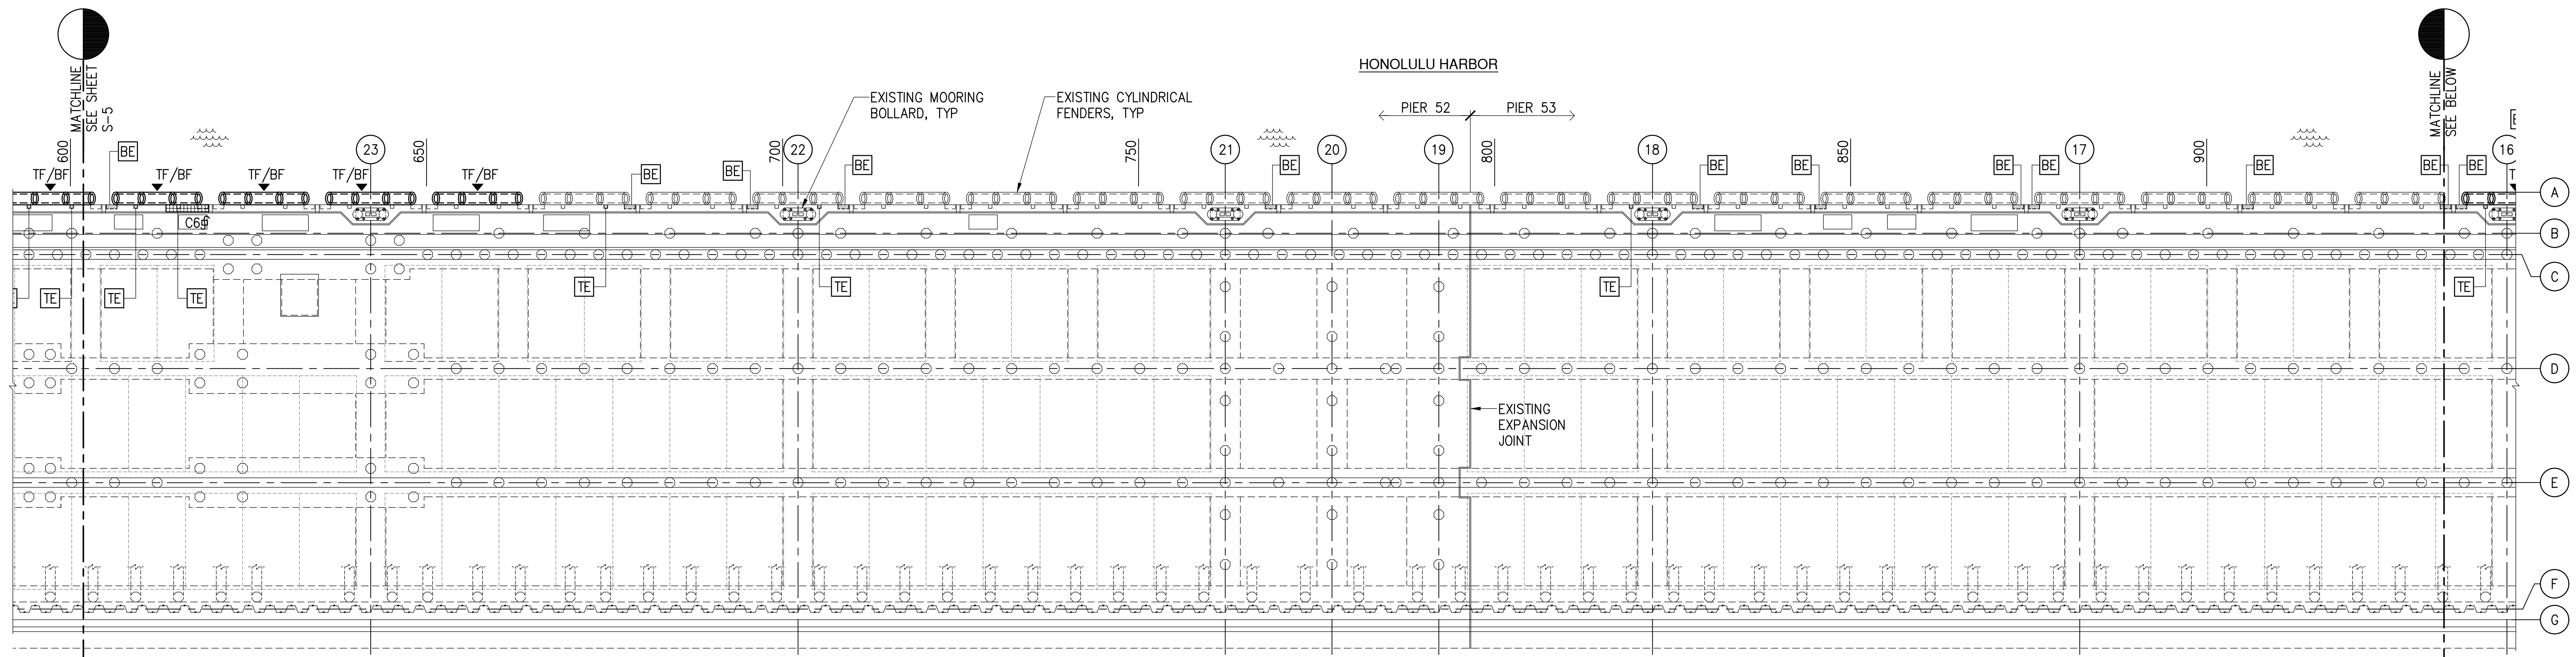 HONOLULU HARBOR
MATCHLINE
SEE SHEET
S-5
MATCHLINE
SEE BELOW
EXISTING MOORING
BOLLARD, TYP
EXISTING CYLINDRICAL
FENDERS, TYP
PIER 52
PIER 53
600
650
700
750
800
850
900
23
22
21
20
19
18
17
16
BE
BE
BE
BE
BE
BE
BE
BE
BE
BE
BE
BE
TF/BF
TF/BF
TF/BF
TF/BF
TF/BF
T
A
B
C
D
E
F
G
TE
TE
TE
TE
TE
TE
TE
EXISTING
EXPANSION
JOINT